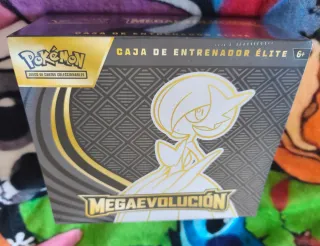 Pokémon
JUEGO DE CARTAS COLECCIONABLES
CAJA DE ENTRENADOR ÉLITE
6+
MEGAEVOLUCIÓN